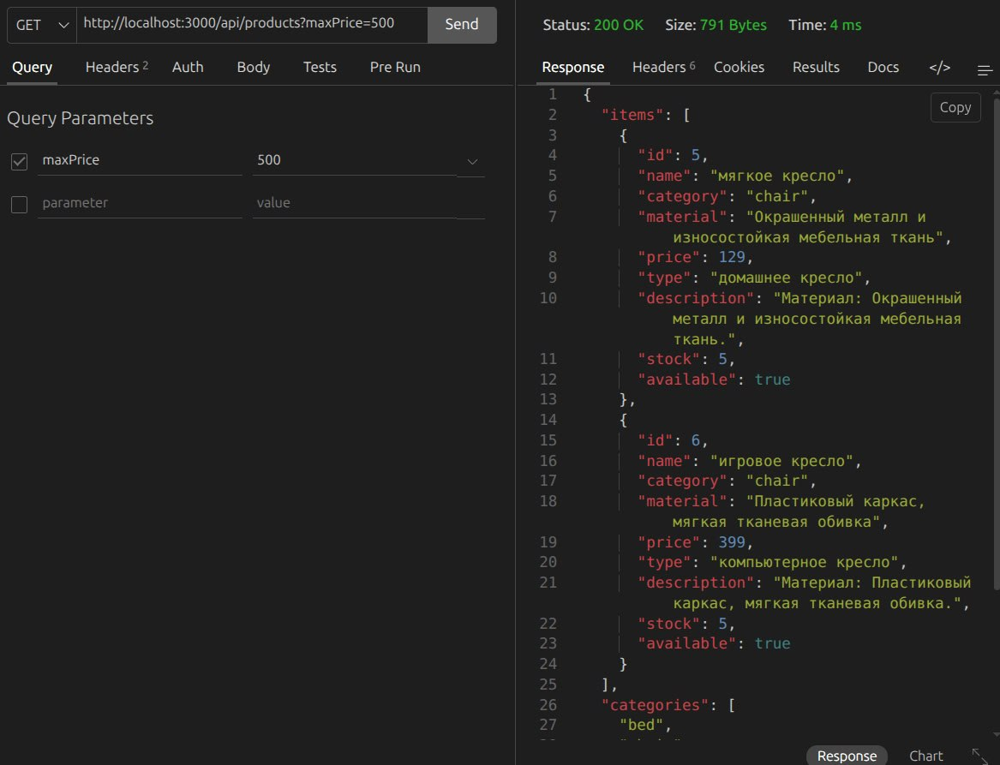 GET http://localhost:3000/api/products?maxPrice=500 Send
Query Headers 2 Auth Body Tests Pre Run
Query Parameters
maxPrice 500
parameter value
Status: 200 OK Size: 791 Bytes Time: 4 ms
Response Headers 6 Cookies Results Docs </>
Copy
1 {
2 "items": [
3 {
4 "id": 5,
5 "name": "мягкое кресло",
6 "category": "chair",
7 "material": "Окрашенный металл и
износостойкая мебельная ткань",
8 "price": 129,
9 "type": "домашнее кресло",
10 "description": "Материал: Окрашенный
металл и износостойкая мебельная
ткань.",
11 "stock": 5,
12 "available": true
13 },
14 {
15 "id": 6,
16 "name": "игровое кресло",
17 "category": "chair",
18 "material": "Пластиковый каркас,
мягкая тканевая обивка",
19 "price": 399,
20 "type": "компьютерное кресло",
21 "description": "Материал: Пластиковый
каркас, мягкая тканевая обивка.",
22 "stock": 5,
23 "available": true
24 }
25 ],
26 "categories": [
27 "bed",
Response Chart